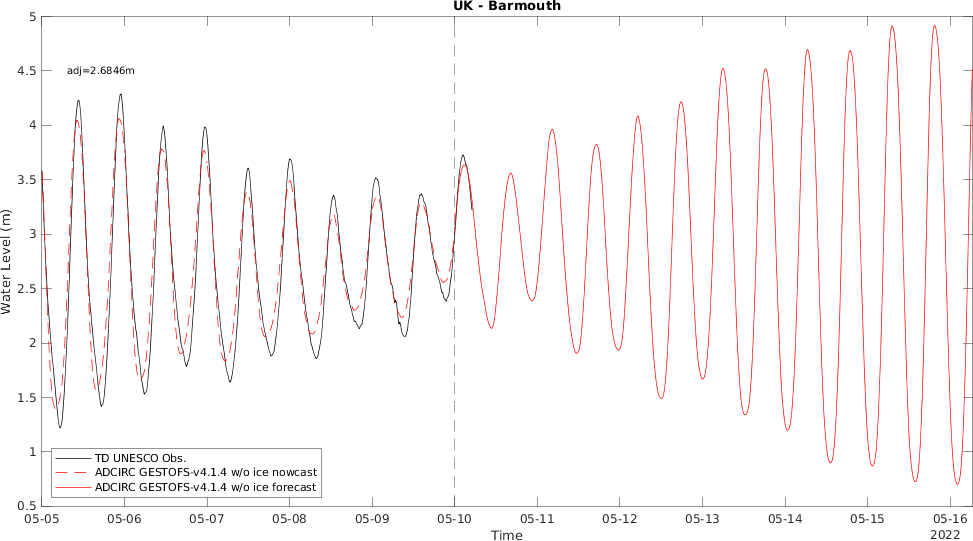 UK - Barmouth
5
4.5
4
3.5
3
2.5
2
1.5
1
0.5
Water Level (m)
adj=2.6846m
TD UNESCO Obs.
ADCIRC GESTOFS-v4.1.4 w/o ice nowcast
ADCIRC GESTOFS-v4.1.4 w/o ice forecast
05-05 05-06 05-07 05-08 05-09 05-10 05-11 05-12 05-13 05-14 05-15 05-16
Time
2022